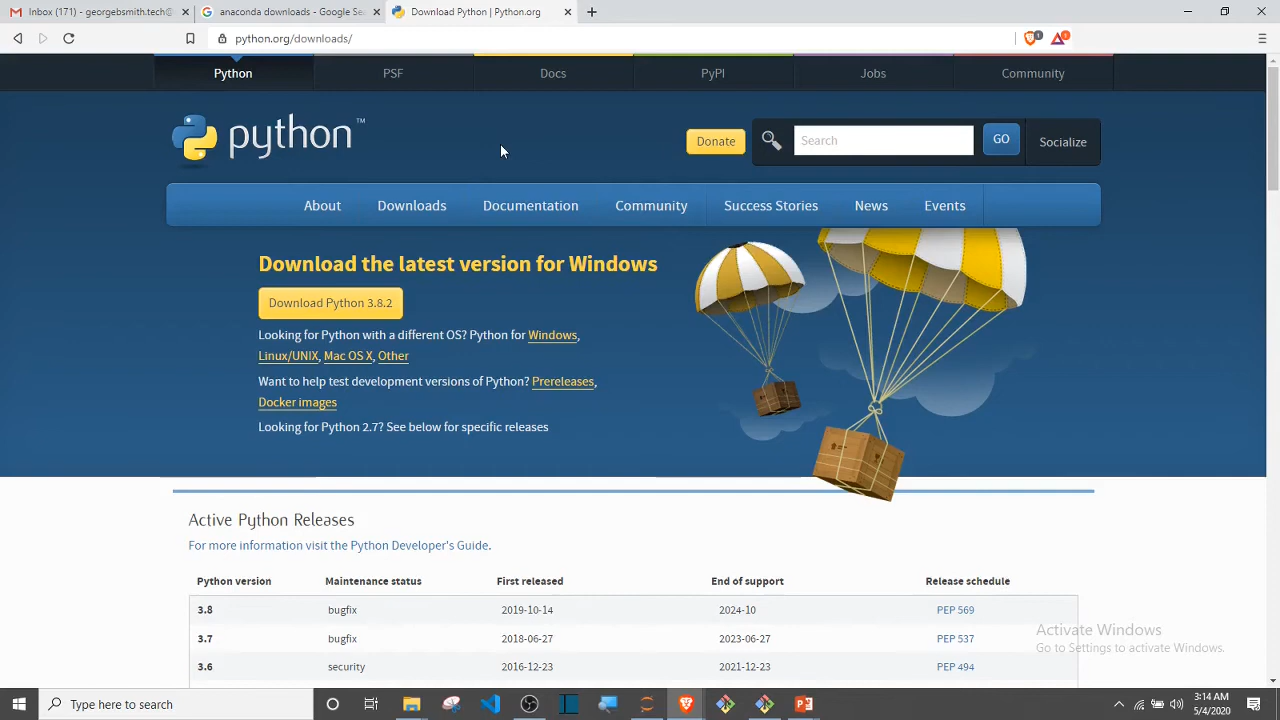 Inbox (170) - georgebsmith.tech@
anaconda downloads - Google Se
Download Python | Python.org
python.org/downloads/
1
1
Python
PSF
Docs
PyPI
Jobs
Community
python™
Donate
Search
GO
Socialize
About
Downloads
Documentation
Community
Success Stories
News
Events
Download the latest version for Windows
Download Python 3.8.2
Looking for Python with a different OS? Python for Windows,
Linux/UNIX, Mac OS X, Other
Want to help test development versions of Python? Prereleases,
Docker images
Looking for Python 2.7? See below for specific releases
Active Python Releases
For more information visit the Python Developer's Guide.
Python version Maintenance status First released End of support Release schedule
3.8 bugfix 2019-10-14 2024-10 PEP 569
3.7 bugfix 2018-06-27 2023-06-27 PEP 537
3.6 security 2016-12-23 2021-12-23 PEP 494
Activate Windows
Go to Settings to activate Windows.
Type here to search
3:14 AM
5/4/2020